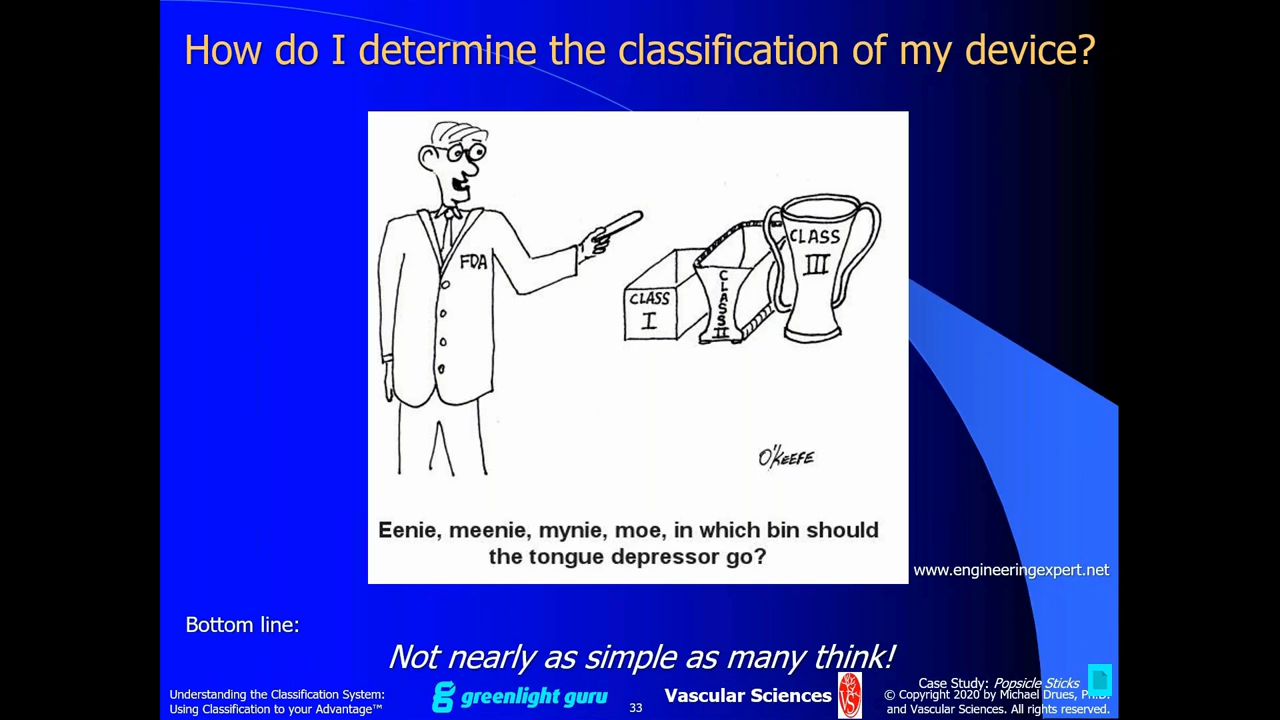 How do I determine the classification of my device?
FDA
CLASS
I
CLASS
II
CLASS
III
O'KEEFE
Eenie, meenie, mynie, moe, in which bin should
the tongue depressor go?
www.engineeringexpert.net
Bottom line:
Not nearly as simple as many think!
Understanding the Classification System:
Using Classification to your Advantage™
greenlight guru
33
Vascular Sciences
VS
Case Study: Popsicle Sticks
© Copyright 2020 by Michael Drues, Ph.D.
and Vascular Sciences. All rights reserved.